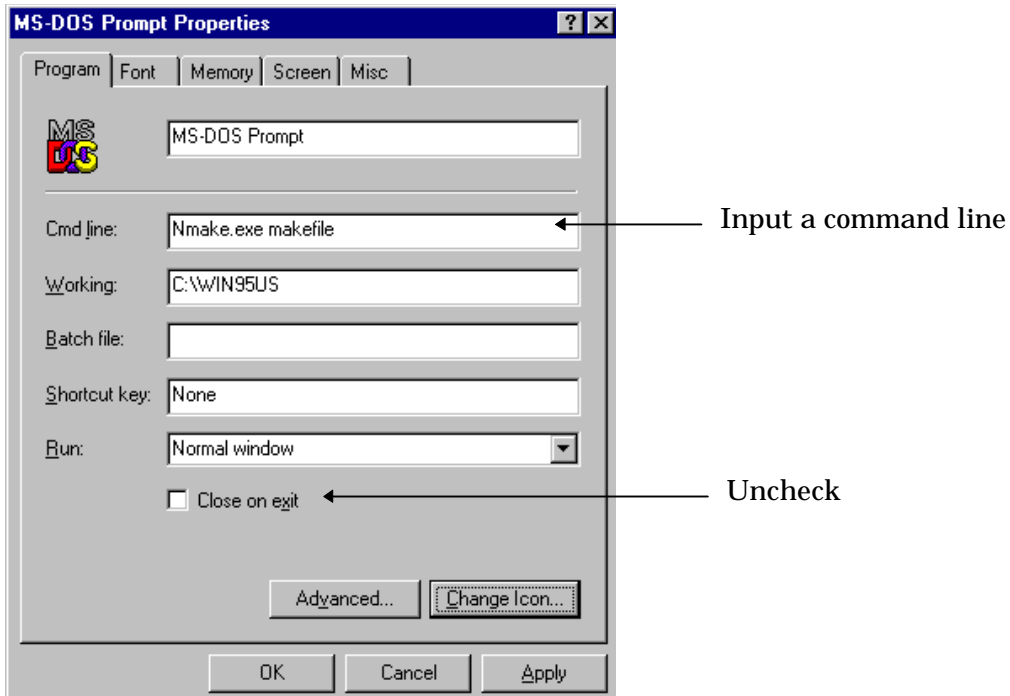 MS-DOS Prompt Properties
Program Font Memory Screen Misc
MS
DOS
MS-DOS Prompt
Cmd line: Nmake.exe makefile
Input a command line
Working: C:\WIN95US
Batch file:
Shortcut key: None
Run: Normal window
Close on exit
Uncheck
Advanced... Change Icon...
OK Cancel Apply